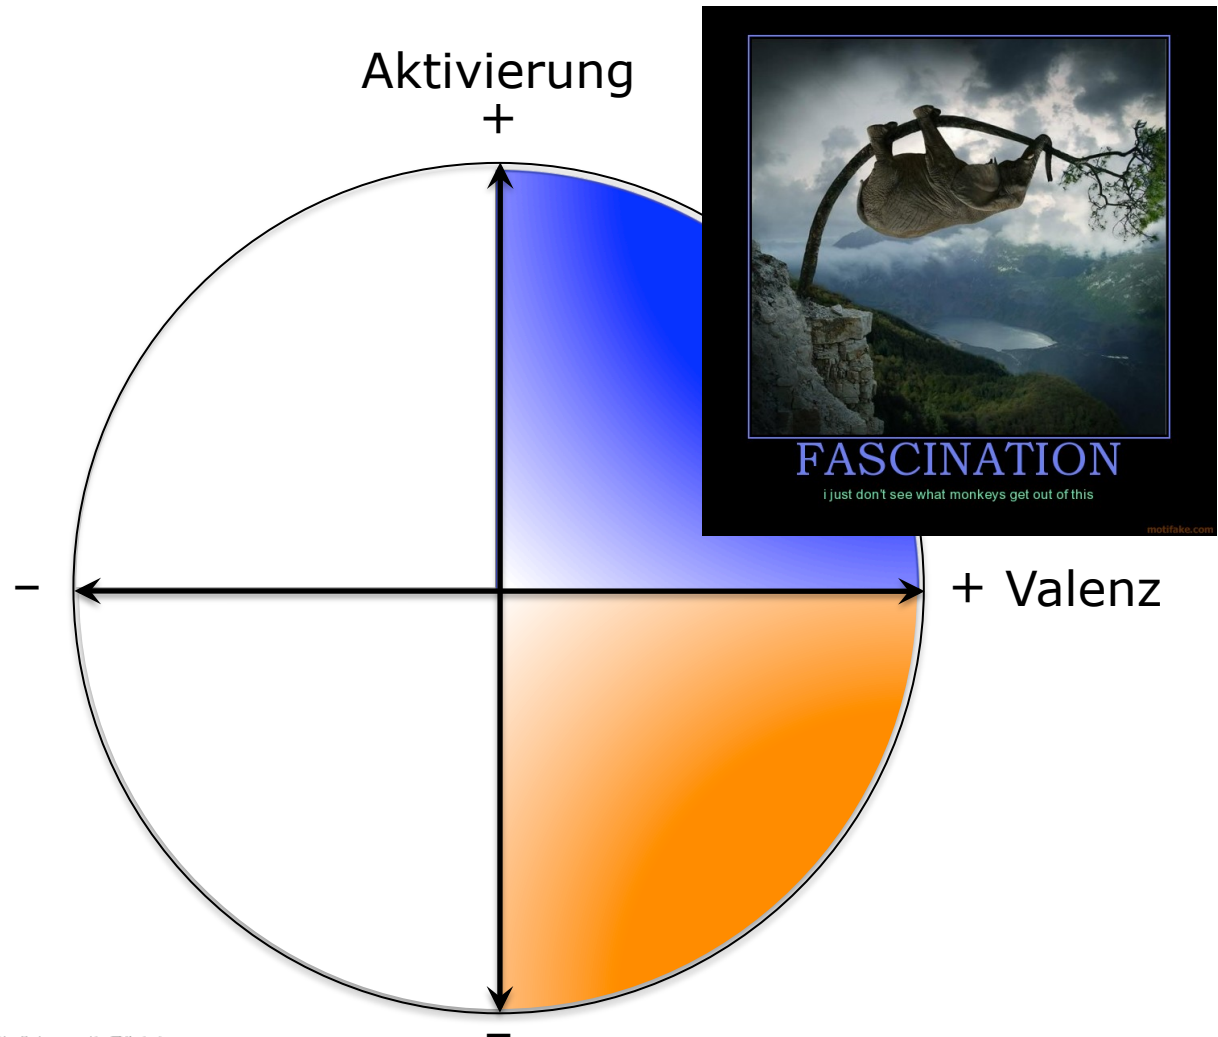 Aktivierung
+
FASCINATION
i just don't see what monkeys get out of this
motifake.com
–
+ Valenz
–